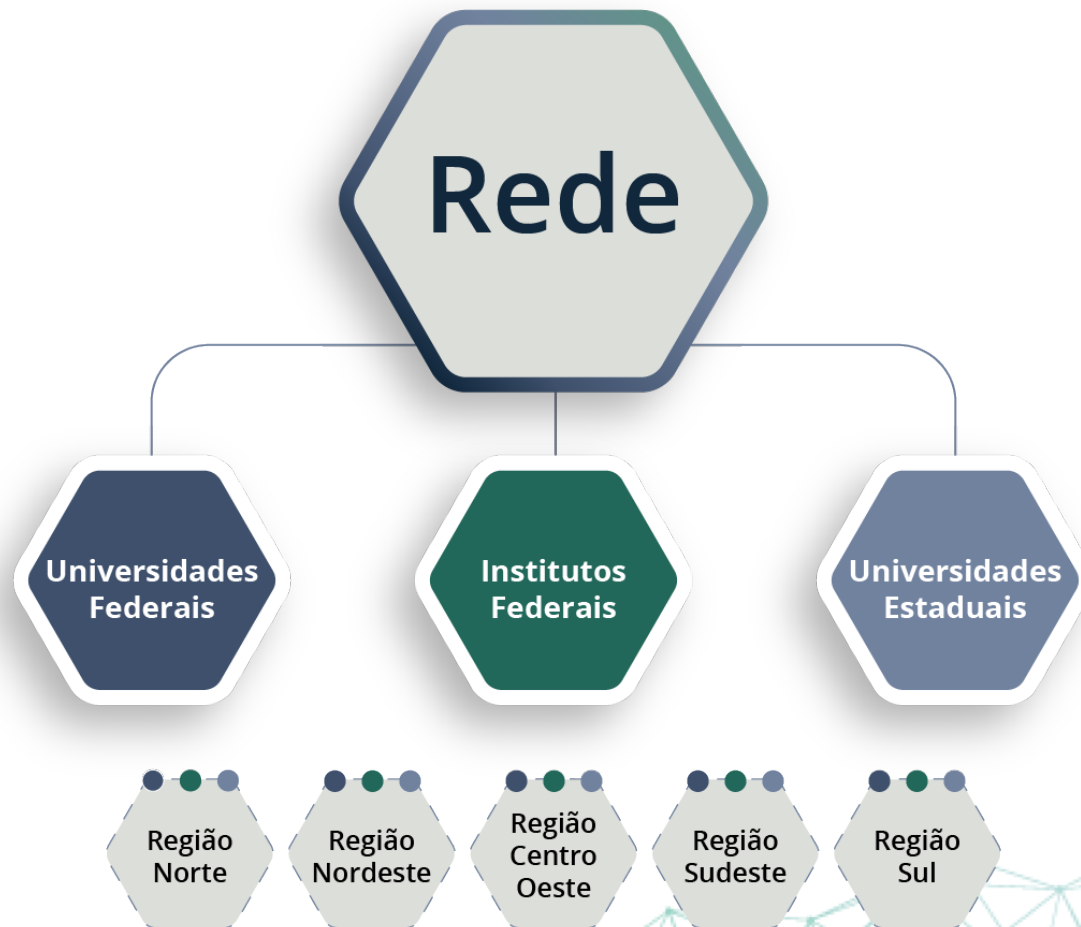 Rede
Universidades
Federais
Institutos
Federais
Universidades
Estaduais
Região
Norte
Região
Nordeste
Região
Centro
Oeste
Região
Sudeste
Região
Sul